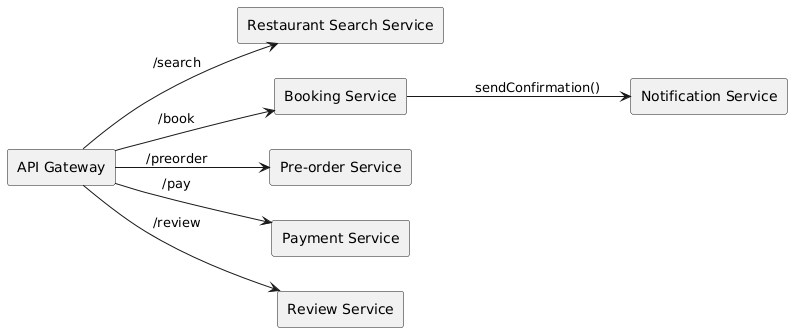 Restaurant Search Service
/search
Booking Service
sendConfirmation()
Notification Service
/book
API Gateway
/preorder
Pre-order Service
/pay
Payment Service
/review
Review Service